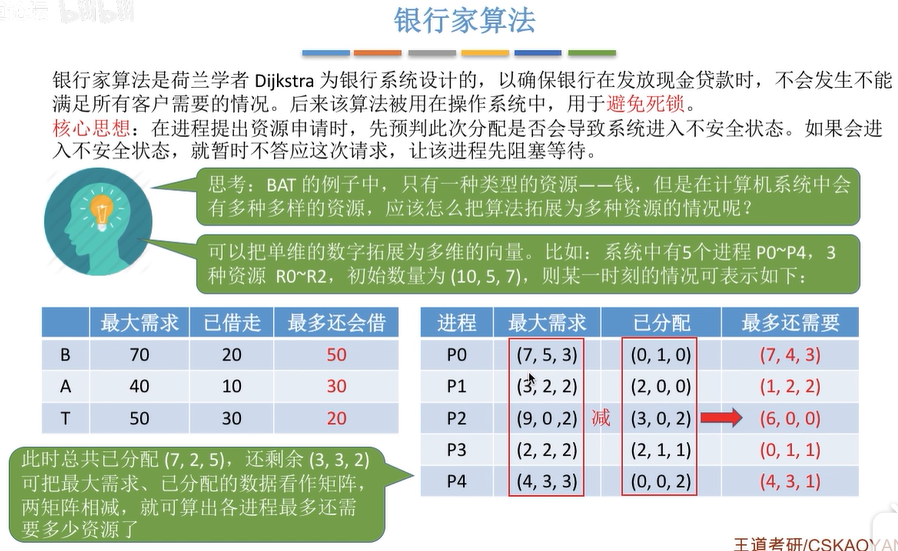 bilibili
银行家算法
银行家算法是荷兰学者 Dijkstra 为银行系统设计的，以确保银行在发放现金贷款时，不会发生不能
满足所有客户需要的情况。后来该算法被用在操作系统中，用于避免死锁。
核心思想：在进程提出资源申请时，先预判此次分配是否会导致系统进入不安全状态。如果会进
入不安全状态，就暂时不答应这次请求，让该进程先阻塞等待。
思考：BAT 的例子中，只有一种类型的资源——钱，但是在计算机系统中会
有多种多样的资源，应该怎么把算法拓展为多种资源的情况呢？
可以把单维的数字拓展为多维的向量。比如：系统中有5个进程 P0~P4，3
种资源 R0~R2，初始数量为 (10, 5, 7)，则某一时刻的情况可表示如下：
最大需求 已借走 最多还会借
B 70 20 50
A 40 10 30
T 50 30 20
进程 最大需求 已分配 最多还需要
P0 (7, 5, 3) (0, 1, 0) (7, 4, 3)
P1 (3, 2, 2) (2, 0, 0) (1, 2, 2)
P2 (9, 0 ,2) 减 (3, 0, 2) (6, 0, 0)
P3 (2, 2, 2) (2, 1, 1) (0, 1, 1)
P4 (4, 3, 3) (0, 0, 2) (4, 3, 1)
此时总共已分配 (7, 2, 5)，还剩余 (3, 3, 2)
可把最大需求、已分配的数据看作矩阵，
两矩阵相减，就可算出各进程最多还需
要多少资源了
王道考研/CSKAOYAN